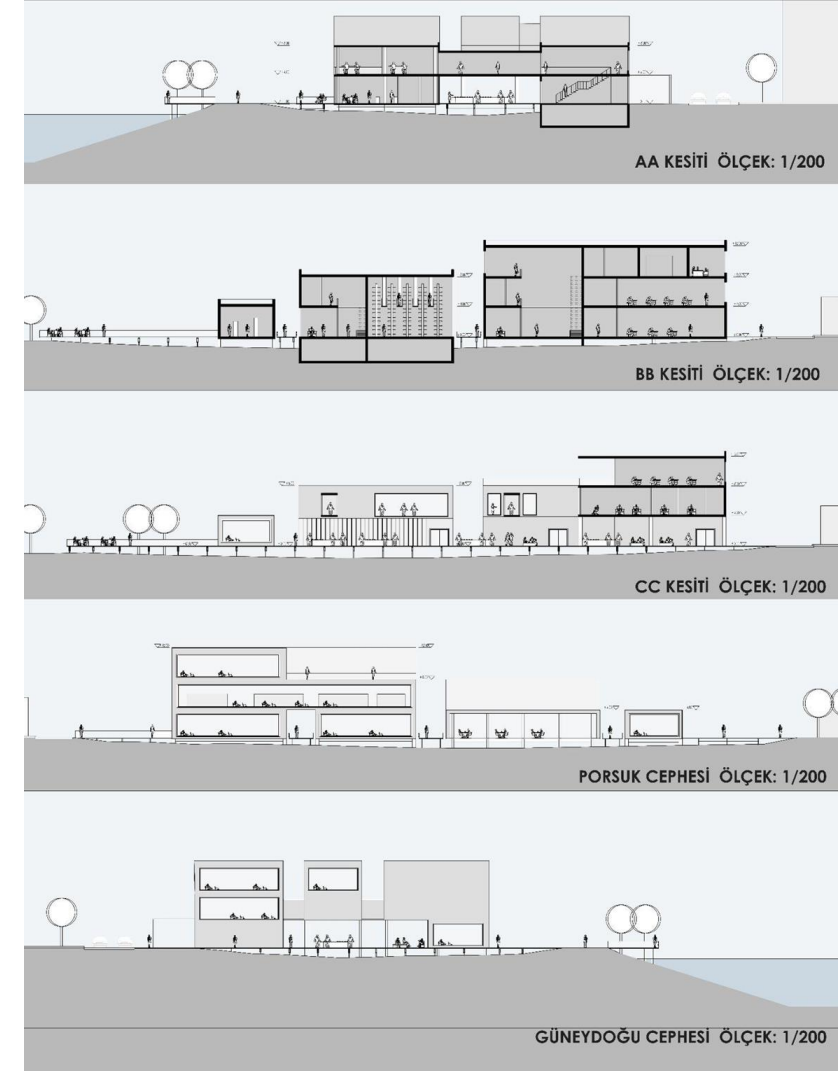 AA KESİTİ ÖLÇEK: 1/200
BB KESİTİ ÖLÇEK: 1/200
CC KESİTİ ÖLÇEK: 1/200
PORSUK CEPHESİ ÖLÇEK: 1/200
GÜNEYDOĞU CEPHESİ ÖLÇEK: 1/200